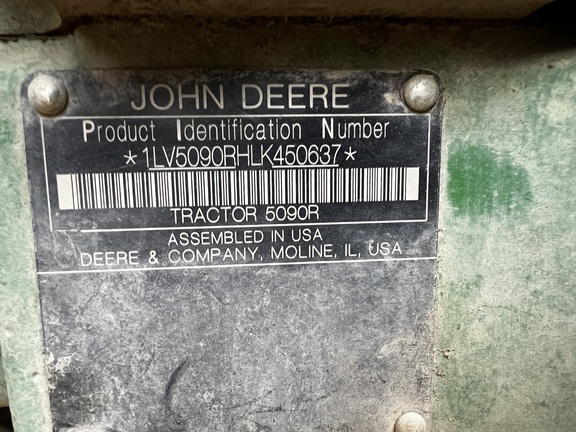 JOHN DEERE
Product Identification Number
*1LV5090RHLK450637*
TRACTOR 5090R
ASSEMBLED IN USA
DEERE & COMPANY, MOLINE, IL, USA